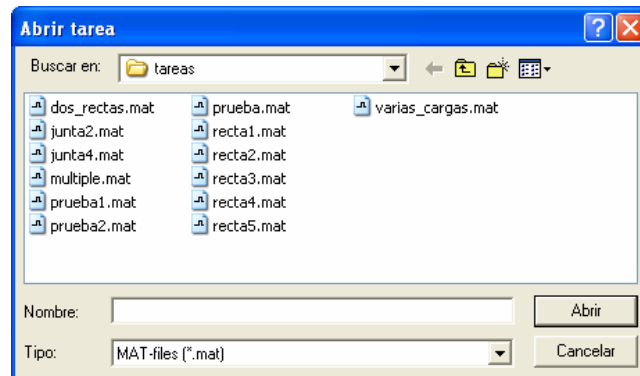 Abrir tarea
Buscar en: tareas
dos_rectas.mat prueba.mat varias_cargas.mat
junta2.mat recta1.mat
junta4.mat recta2.mat
multiple.mat recta3.mat
prueba1.mat recta4.mat
prueba2.mat recta5.mat
Nombre: Abrir
Tipo: MAT-files (*.mat) Cancelar